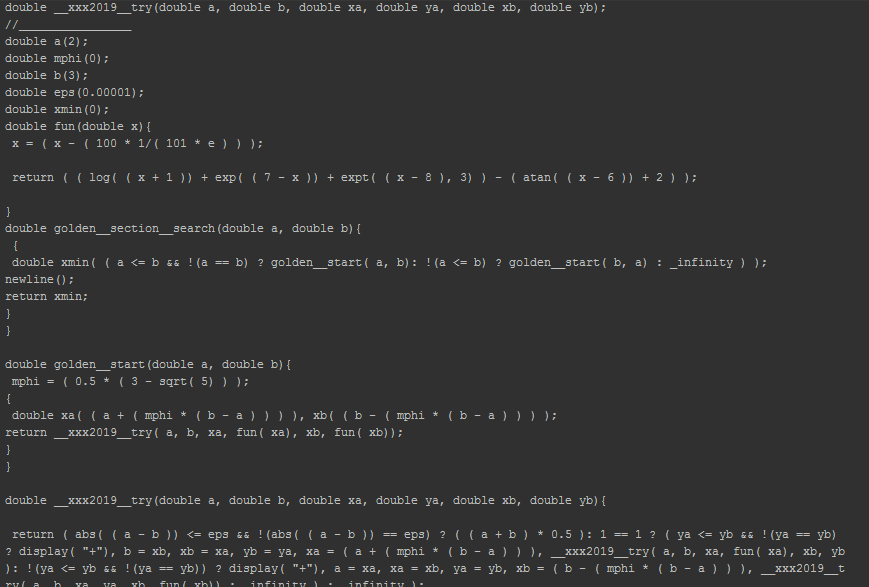 double __xxx2019__try(double a, double b, double xa, double ya, double xb, double yb);
//________________
double a(2);
double mphi(0);
double b(3);
double eps(0.00001);
double xmin(0);
double fun(double x){
x = ( x - ( 100 * 1/( 101 * e ) ) );
return ( ( log( ( x + 1 )) + exp( ( 7 - x )) + expt( ( x - 8 ), 3) ) - ( atan( ( x - 6 )) + 2 ) );
}
double golden__section__search(double a, double b){
{
double xmin( ( a <= b && !(a == b) ? golden__start( a, b): !(a <= b) ? golden__start( b, a) : _infinity ) );
newline();
return xmin;
}
}
double golden__start(double a, double b){
mphi = ( 0.5 * ( 3 - sqrt( 5) ) );
{
double xa( ( a + ( mphi * ( b - a ) ) ) ), xb( ( b - ( mphi * ( b - a ) ) ) );
return __xxx2019__try( a, b, xa, fun( xa), xb, fun( xb));
}
}
double __xxx2019__try(double a, double b, double xa, double ya, double xb, double yb){
return ( abs( ( a - b )) <= eps && !(abs( ( a - b )) == eps) ? ( ( a + b ) * 0.5 ): 1 == 1 ? ( ya <= yb && !(ya == yb)
? display( "+"), b = xb, xb = xa, yb = ya, xa = ( a + ( mphi * ( b - a ) ) ), __xxx2019__try( a, b, xa, fun( xa), xb, yb
): !(ya <= yb && !(ya == yb)) ? display( "+"), a = xa, xa = xb, ya = yb, xb = ( b - ( mphi * ( b - a ) ) ), __xxx2019__t
ry( a, b, xa, ya, xb, fun( xb)) : _infinity ) : _infinity );